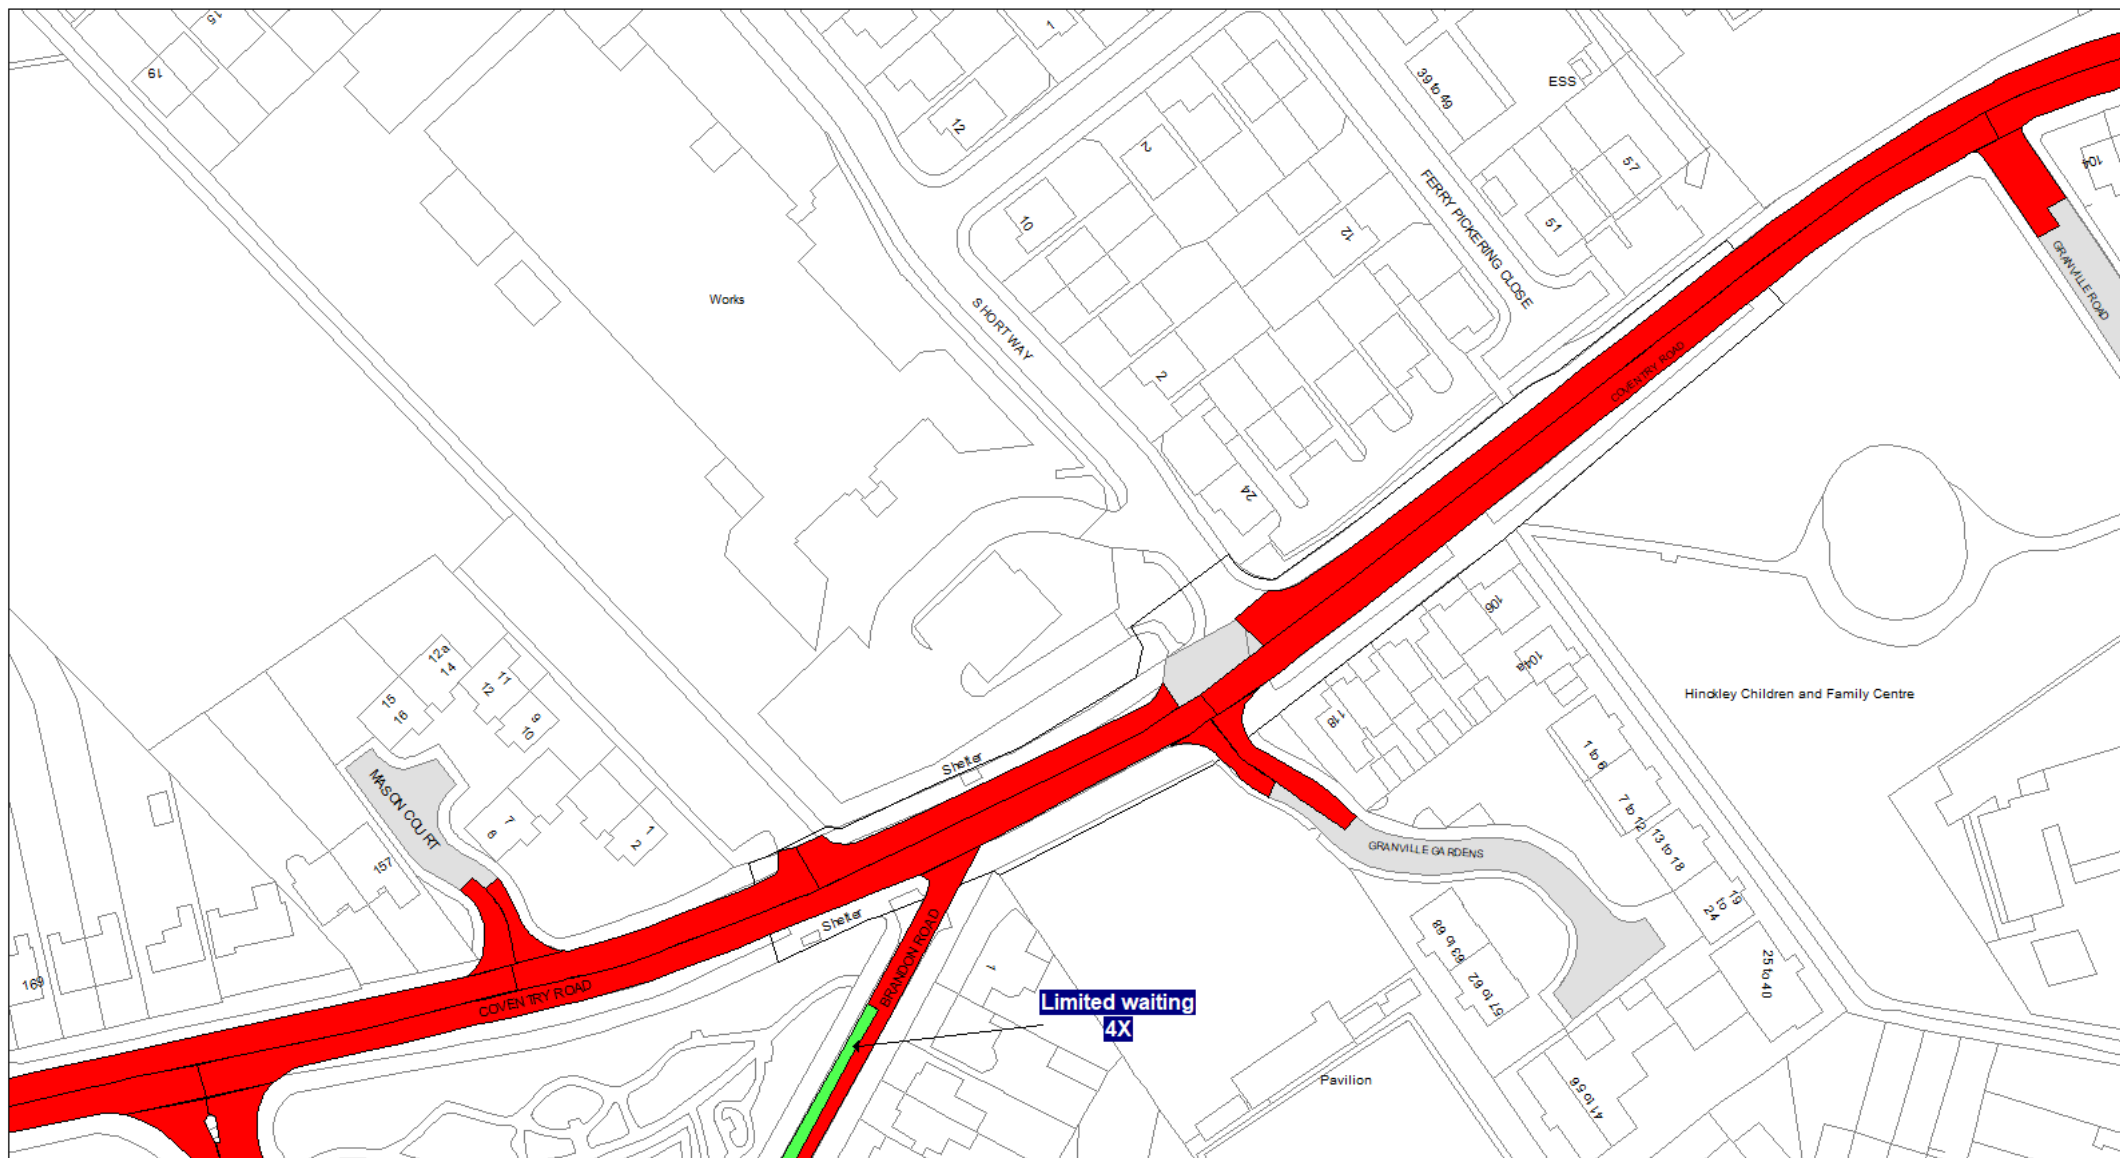 15
19
1
12
2
10
39 to 49
ESS
57
51
12
FERRY PICKERING CLOSE
104
GRANVILLE ROAD
Works
SHORTWAY
2
COVENTRY ROAD
24
106
104a
118
Hinckley Children and Family Centre
12a
14
15
16
11
12
9
10
MASON COURT
7
8
1
2
157
Shelter
1 to 6
7 to 12
13 to 18
19
to
24
GRANVILLE GARDENS
Shelter
BRANDON ROAD
169
COVENTRY ROAD
1
63 to 68
57 to 62
25 to 40
Limited waiting
4X
Pavilion
41 to 56